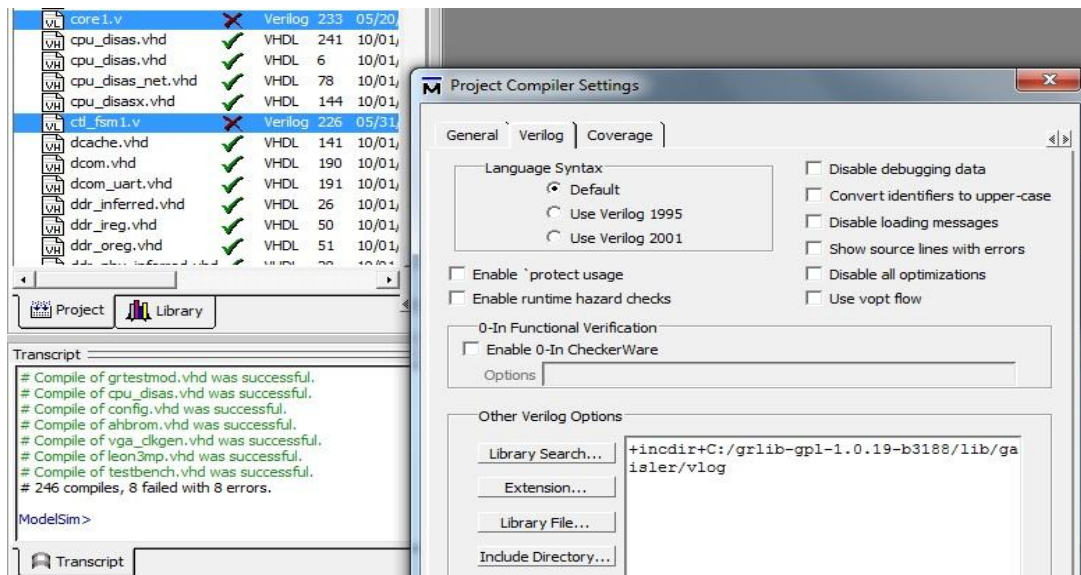 core1.v Verilog 233 05/20/
cpu_disas.vhd VHDL 241 10/01/
cpu_disas.vhd VHDL 6 10/01/
cpu_disas_net.vhd VHDL 78 10/01/
cpu_disasx.vhd VHDL 144 10/01/
ctl_fsm1.v Verilog 226 05/31/
dcache.vhd VHDL 141 10/01/
dcom.vhd VHDL 190 10/01/
dcom_uart.vhd VHDL 191 10/01/
ddr_inferred.vhd VHDL 26 10/01/
ddr_ireg.vhd VHDL 50 10/01/
ddr_oreg.vhd VHDL 51 10/01/
Project Library
Transcript
# Compile of grtestmod.vhd was successful.
# Compile of cpu_disas.vhd was successful.
# Compile of config.vhd was successful.
# Compile of ahbrom.vhd was successful.
# Compile of vga_clkgen.vhd was successful.
# Compile of leon3mp.vhd was successful.
# Compile of testbench.vhd was successful.
# 246 compiles, 8 failed with 8 errors.
ModelSim>
Transcript
Project Compiler Settings
General Verilog Coverage
Language Syntax
Default
Use Verilog 1995
Use Verilog 2001
Disable debugging data
Convert identifiers to upper-case
Disable loading messages
Show source lines with errors
Disable all optimizations
Use vopt flow
Enable `protect usage
Enable runtime hazard checks
0-In Functional Verification
Enable 0-In CheckerWare
Options
Other Verilog Options
Library Search...
Extension...
Library File...
Include Directory...
+incdir+C:/grlib-gpl-1.0.19-b3188/lib/ga
isler/vlog